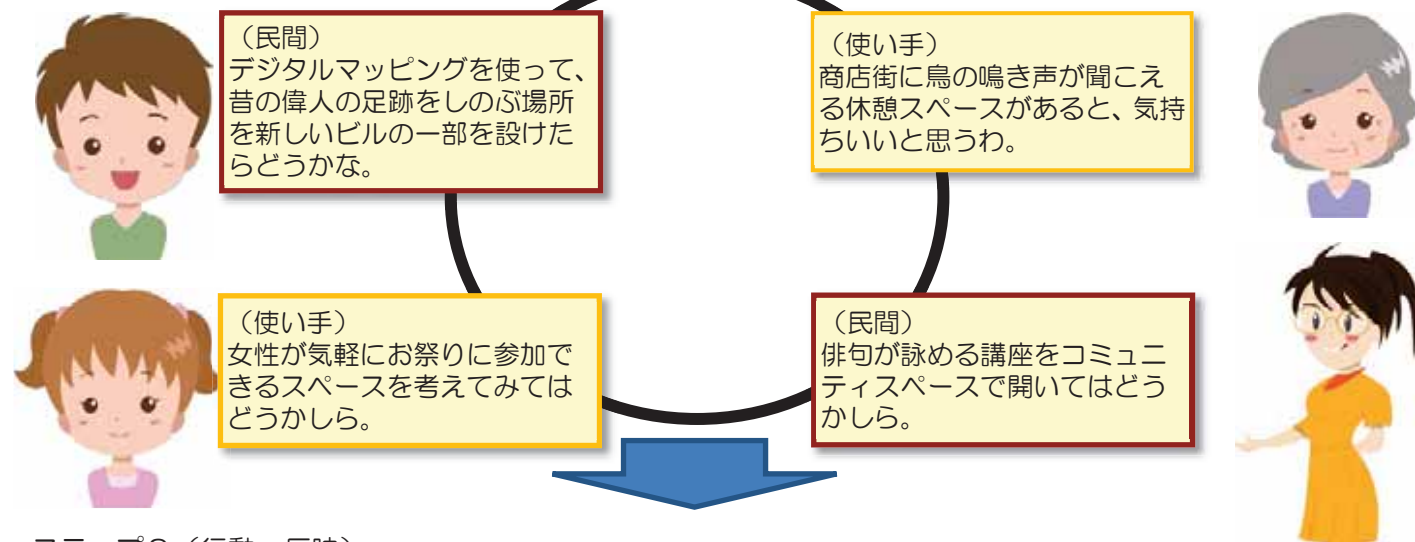 (民間)
デジタルマッピングを使って、
昔の偉人の足跡をしのぶ場所
を新しいビルの一部を設けた
らどうかな。
(使い手)
商店街に鳥の鳴き声が聞こえ
る休憩スペースがあると、気持
ちいいと思うわ。
(使い手)
女性が気軽にお祭りに参加で
きるスペースを考えてみては
どうかしら。
(民間)
俳句が詠める講座をコミュニ
ティスペースで開いてはどう
かしら。